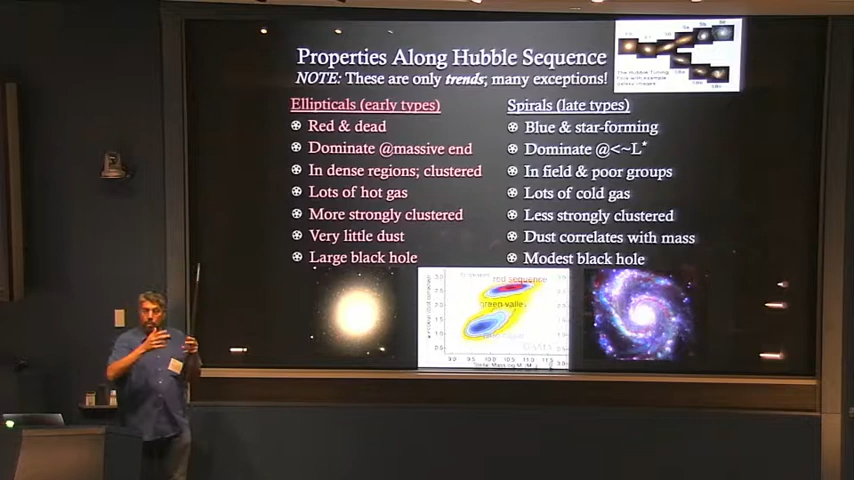 Properties Along Hubble Sequence
NOTE: These are only trends; many exceptions!
Ellipticals (early types)
Red & dead
Dominate @massive end
In dense regions; clustered
Lots of hot gas
More strongly clustered
Very little dust
Large black hole
Spirals (late types)
Blue & star-forming
Dominate @<~L*
In field & poor groups
Lots of cold gas
Less strongly clustered
Dust correlates with mass
Modest black hole
The Hubble Tuning
red sequence
green valley